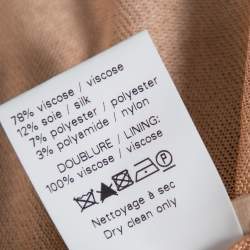 78% viscose / viscose
12% soie / silk
7% polyester / polyester
3% polyamide / nylon
DOUBLURE / LINING:
100% viscose / viscose
P
Nettoyage à sec
Dry clean only